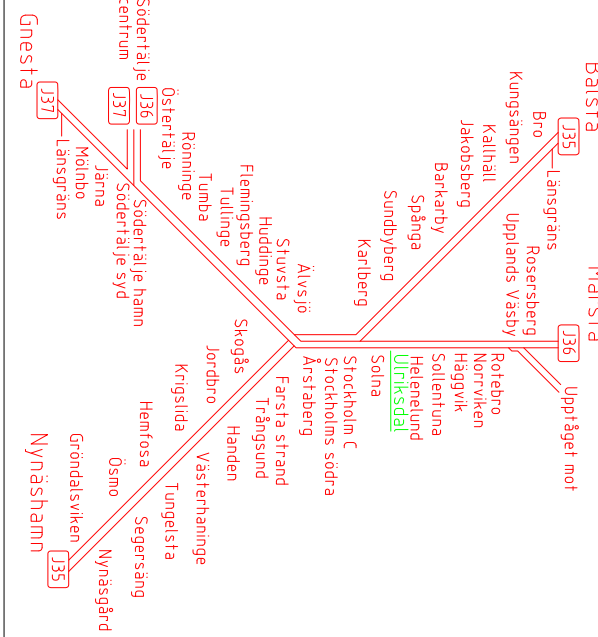 Bålsta
J35
Länsgräns
Bro
Kungsängen
Kallhäll
Jakobsberg
Barkarby
Spånga
Sundbyberg
Karlberg
Märsta
J36
Upptåget mot
Rosersberg
Upplands Väsby
Rotebro
Norrviken
Häggvik
Sollentuna
Helenelund
Ulriksdal
Solna
Stockholm C
Stockholms södra
Årstaberg
Älvsjö
Stuvsta
Huddinge
Flemingsberg
Tullinge
Tumba
Rönninge
Östertälje
Södertälje
centrum
J36
J37
Södertälje hamn
Södertälje syd
Järna
Mölnbo
Länsgräns
J37
Gnesta
Farsta strand
Trångsund
Skogås
Handen
Jordbro
Västerhaninge
Krigslida
Tungelsta
Hemfosa
Segersäng
Ösmo
Nynäsgård
Gröndalsviken
Nynäshamn
J35